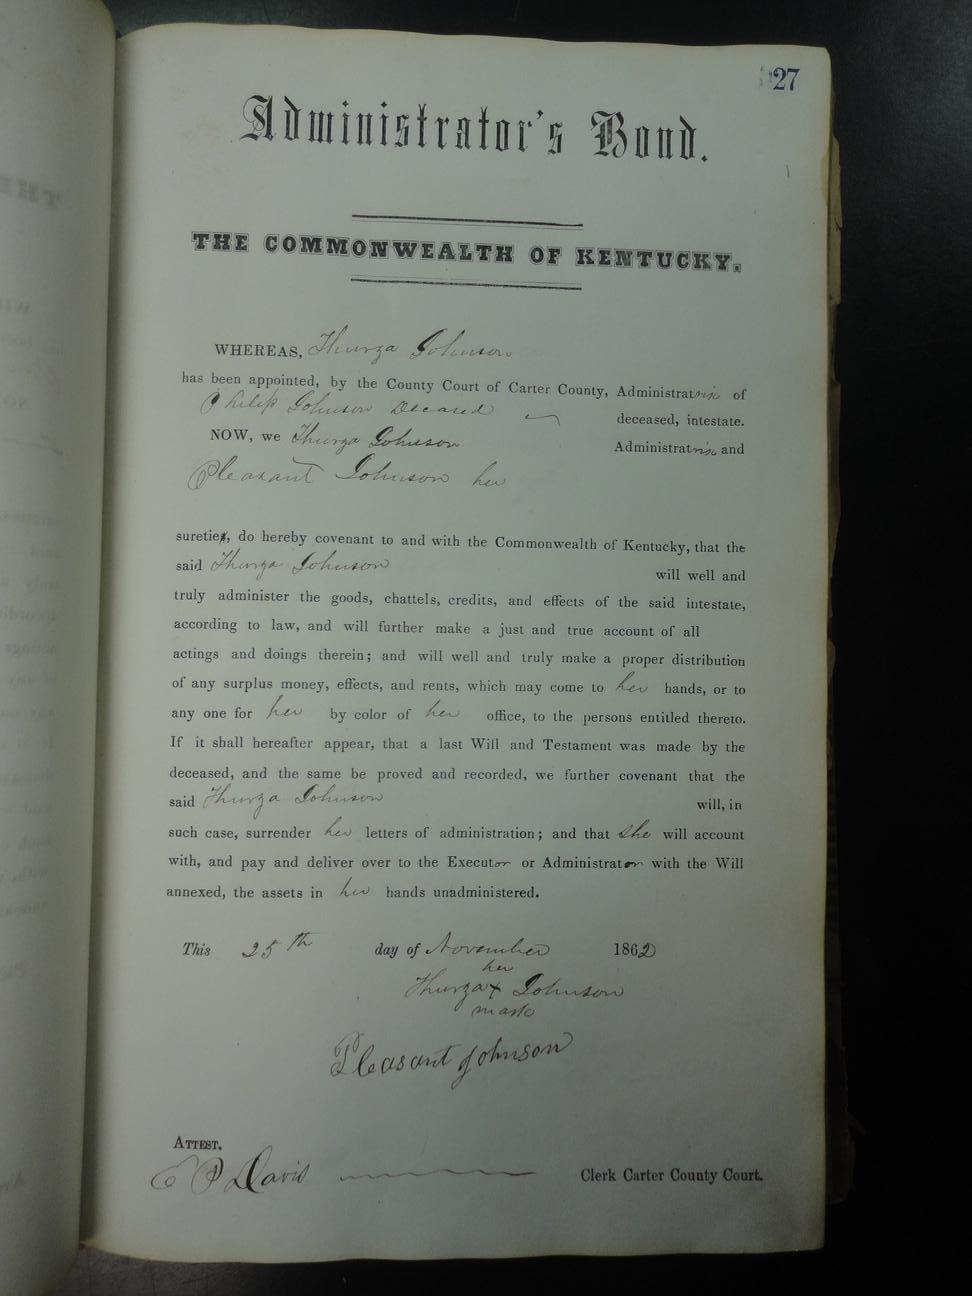 27
Administrator's Bond.
THE COMMONWEALTH OF KENTUCKY.
WHEREAS, Thurza Johnson
has been appointed, by the County Court of Carter County, Administratrix of
Philip Johnson Deceased deceased, intestate.
NOW, we Thurza Johnson Administratrix and
Pleasant Johnson her
sureties, do hereby covenant to and with the Commonwealth of Kentucky, that the
said Thurza Johnson will well and
truly administer the goods, chattels, credits, and effects of the said intestate,
according to law, and will further make a just and true account of all
actings and doings therein; and will well and truly make a proper distribution
of any surplus money, effects, and rents, which may come to her hands, or to
any one for her by color of her office, to the persons entitled thereto.
If it shall hereafter appear, that a last Will and Testament was made by the
deceased, and the same be proved and recorded, we further covenant that the
said Thurza Johnson will, in
such case, surrender her letters of administration; and that she will account
with, and pay and deliver over to the Executor or Administrator with the Will
annexed, the assets in her hands unadministered.
This 25th day of November 1862
her
Thurza x Johnson
mark
Pleasant Johnson
ATTEST.
E P Davis Clerk Carter County Court.